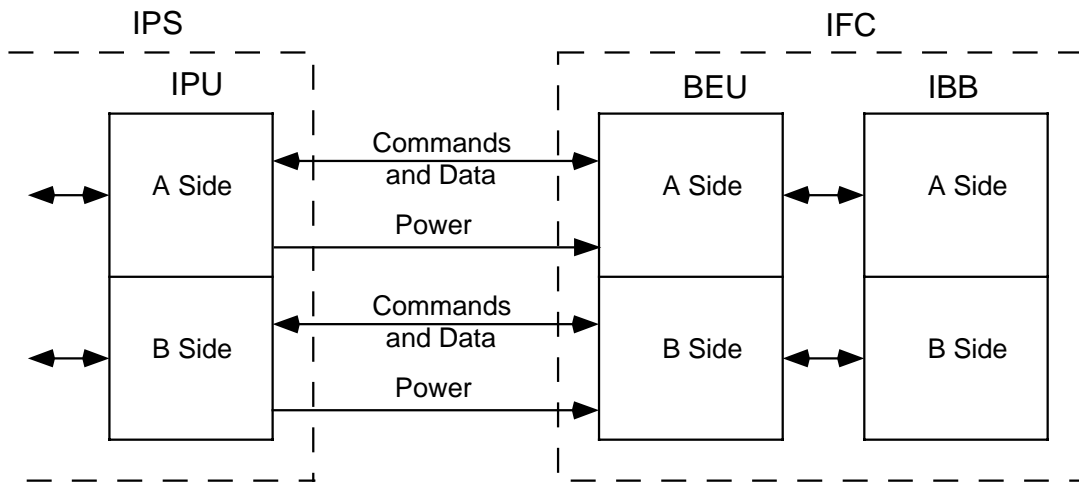 IPS
IFC
IPU
BEU
IBB
Commands
and Data
A Side
A Side
A Side
Power
Commands
and Data
B Side
B Side
B Side
Power